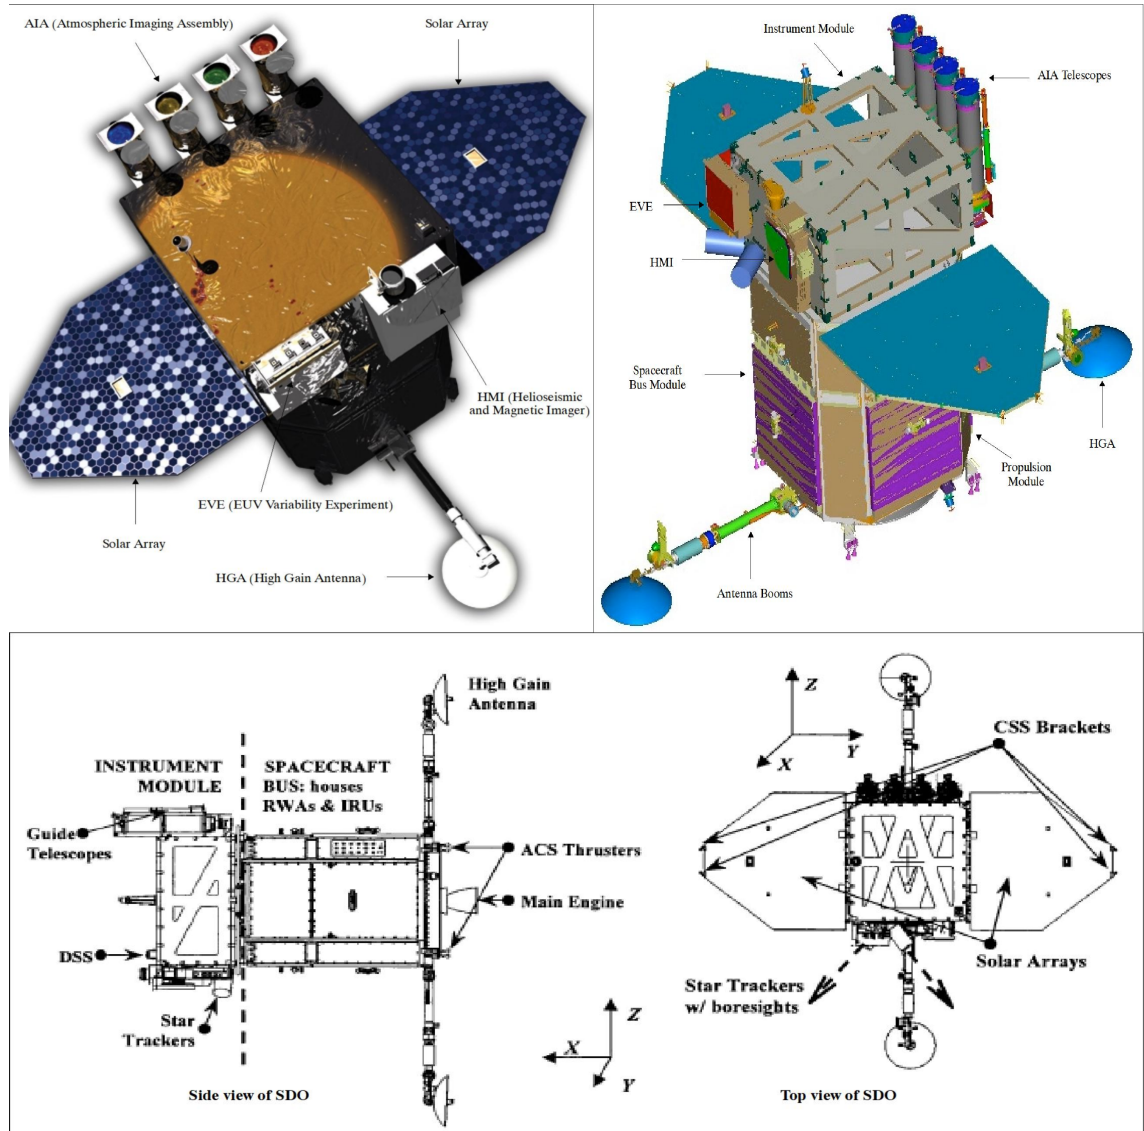 AIA (Atmospheric Imaging Assembly)
Solar Array
HMI (Helioseismic
and Magnetic Imager)
EVE (EUV Variability Experiment)
Solar Array
HGA (High Gain Antenna)
Instrument Module
AIA Telescopes
EVE
HMI
Spacecraft
Bus Module
HGA
Propulsion
Module
Antenna Booms
High Gain
Antenna
INSTRUMENT
MODULE
SPACECRAFT
BUS: houses
RWAs & IRUs
Guide
Telescopes
ACS Thrusters
Main Engine
DSS
Star
Trackers
Z
X
Y
Side view of SDO
Z
Y
X
CSS Brackets
Solar Arrays
Star Trackers
w/ boresights
Top view of SDO